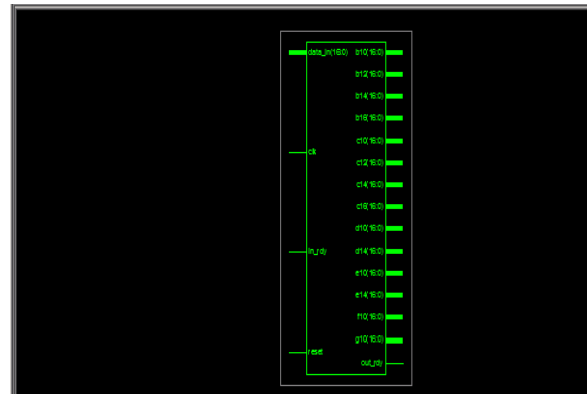 data_in(16:0) b10(16:0)
b12(16:0)
b14(16:0)
b16(16:0)
clk c10(16:0)
c12(16:0)
c14(16:0)
c16(16:0)
d10(16:0)
in_rdy d14(16:0)
e10(16:0)
e14(16:0)
f10(16:0)
g10(16:0)
reset out_rdy